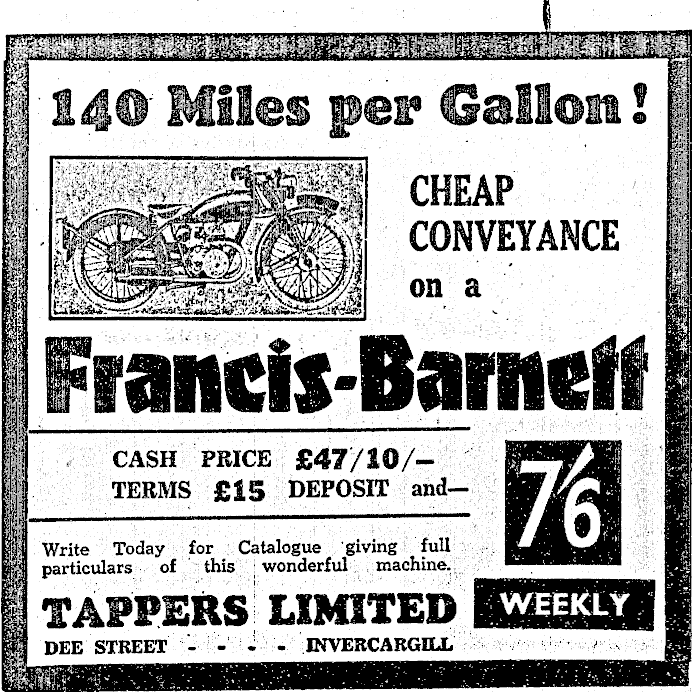 140 Miles per Gallon!
CHEAP
CONVEYANCE
on a
Francis-Barnett
CASH PRICE £47/10/-
TERMS £15 DEPOSIT and—
7/6
WEEKLY
Write Today for Catalogue giving full
particulars of this wonderful machine.
TAPPERS LIMITED
DEE STREET - - - - INVERCARGILL